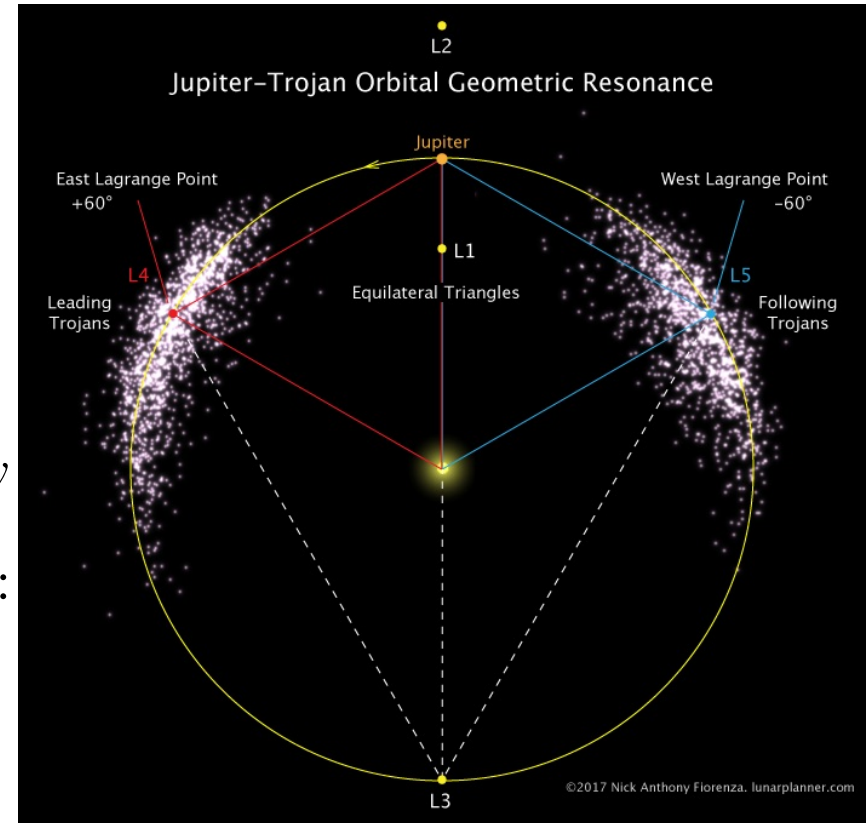 L2
Jupiter–Trojan Orbital Geometric Resonance
Jupiter
East Lagrange Point
+60°
West Lagrange Point
–60°
L1
L4
L5
Equilateral Triangles
Leading
Trojans
Following
Trojans
y
:
©2017 Nick Anthony Fiorenza. lunarplanner.com
L3